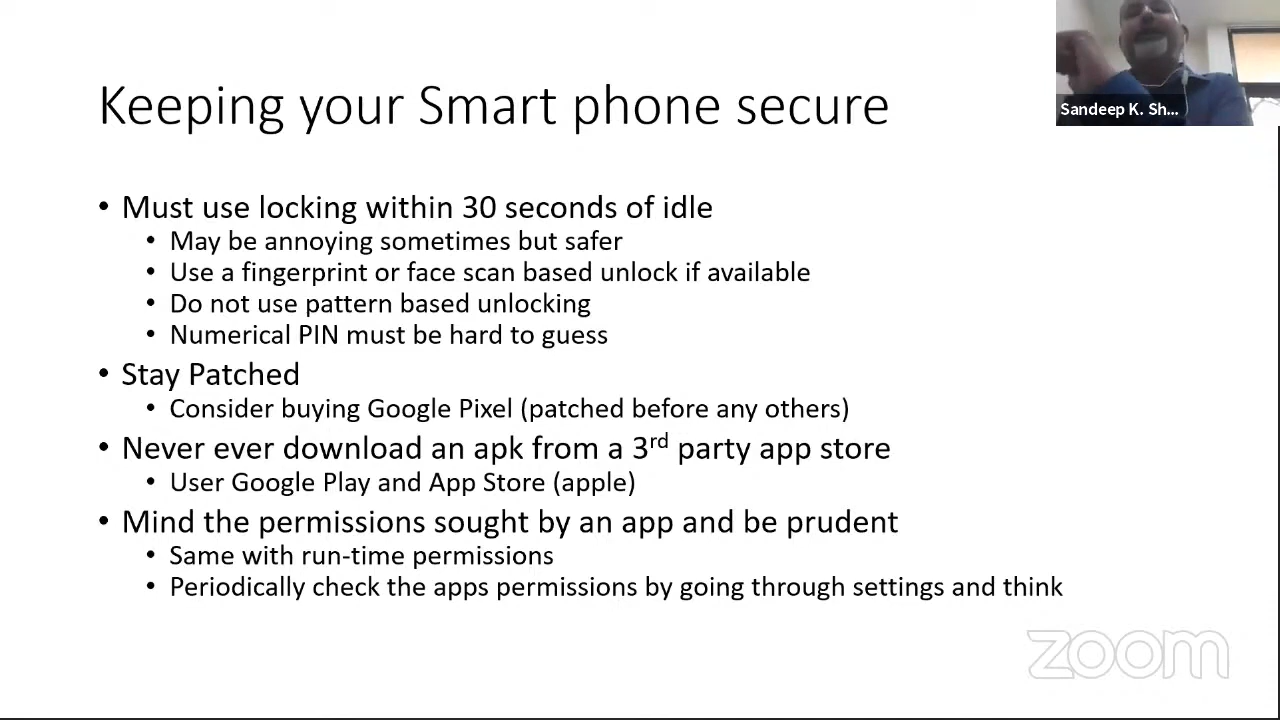 Keeping your Smart phone secure
Sandeep K. Sh...
• Must use locking within 30 seconds of idle
• May be annoying sometimes but safer
• Use a fingerprint or face scan based unlock if available
• Do not use pattern based unlocking
• Numerical PIN must be hard to guess
• Stay Patched
• Consider buying Google Pixel (patched before any others)
• Never ever download an apk from a 3rd party app store
• User Google Play and App Store (apple)
• Mind the permissions sought by an app and be prudent
• Same with run-time permissions
• Periodically check the apps permissions by going through settings and think
zoom